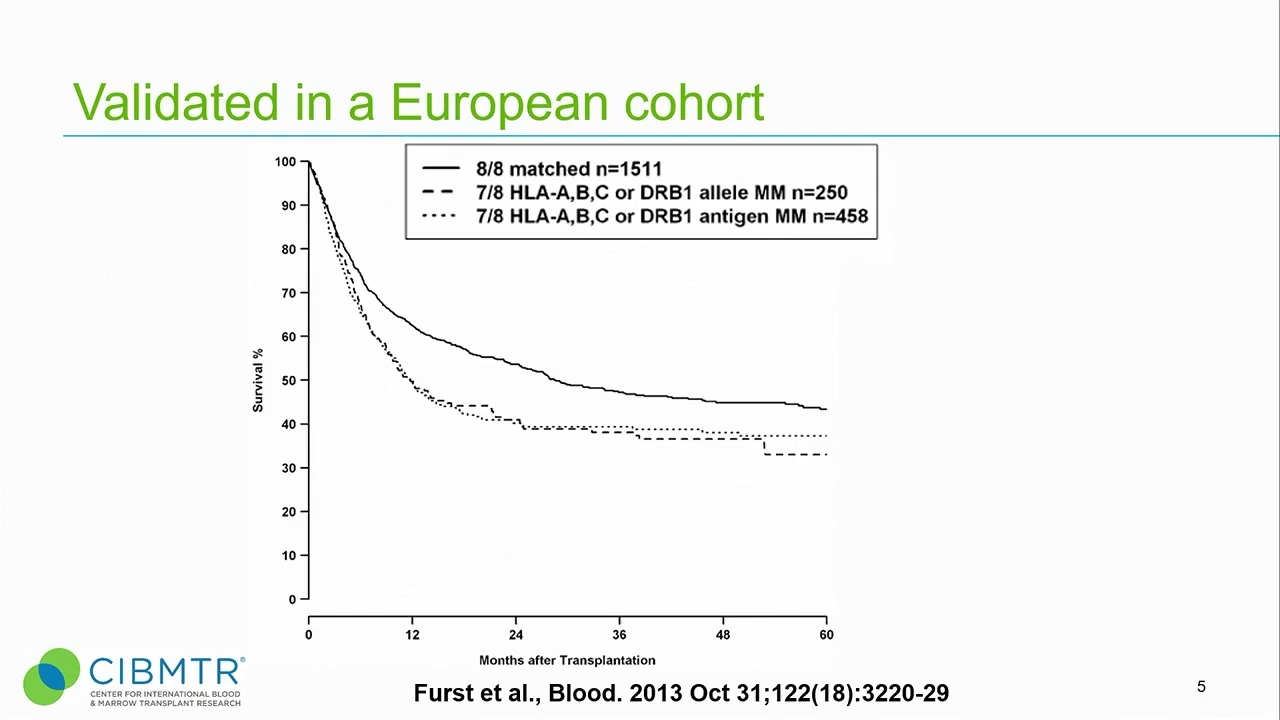 Validated in a European cohort
8/8 matched n=1511
7/8 HLA-A,B,C or DRB1 allele MM n=250
7/8 HLA-A,B,C or DRB1 antigen MM n=458
100
90
80
70
60
50
40
30
20
10
0
Survival %
0 12 24 36 48 60
Months after Transplantation
CIBMTR®
CENTER FOR INTERNATIONAL BLOOD
& MARROW TRANSPLANT RESEARCH
Furst et al., Blood. 2013 Oct 31;122(18):3220-29
5